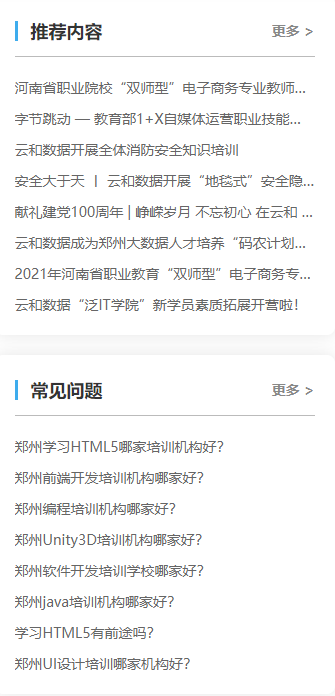 推荐内容
更多 >
河南省职业院校“双师型”电子商务专业教师...
字节跳动 — 教育部1+X自媒体运营职业技能...
云和数据开展全体消防安全知识培训
安全大于天 丨 云和数据开展“地毯式”安全隐...
献礼建党100周年 | 峥嵘岁月 不忘初心 在云和 ...
云和数据成为郑州大数据人才培养“码农计划...
2021年河南省职业教育“双师型”电子商务专...
云和数据“泛IT学院”新学员素质拓展开营啦!
常见问题
更多 >
郑州学习HTML5哪家培训机构好?
郑州前端开发培训机构哪家好?
郑州编程培训机构哪家好?
郑州Unity3D培训机构哪家好?
郑州软件开发培训学校哪家好?
郑州java培训机构哪家好?
学习HTML5有前途吗?
郑州UI设计培训哪家机构好?